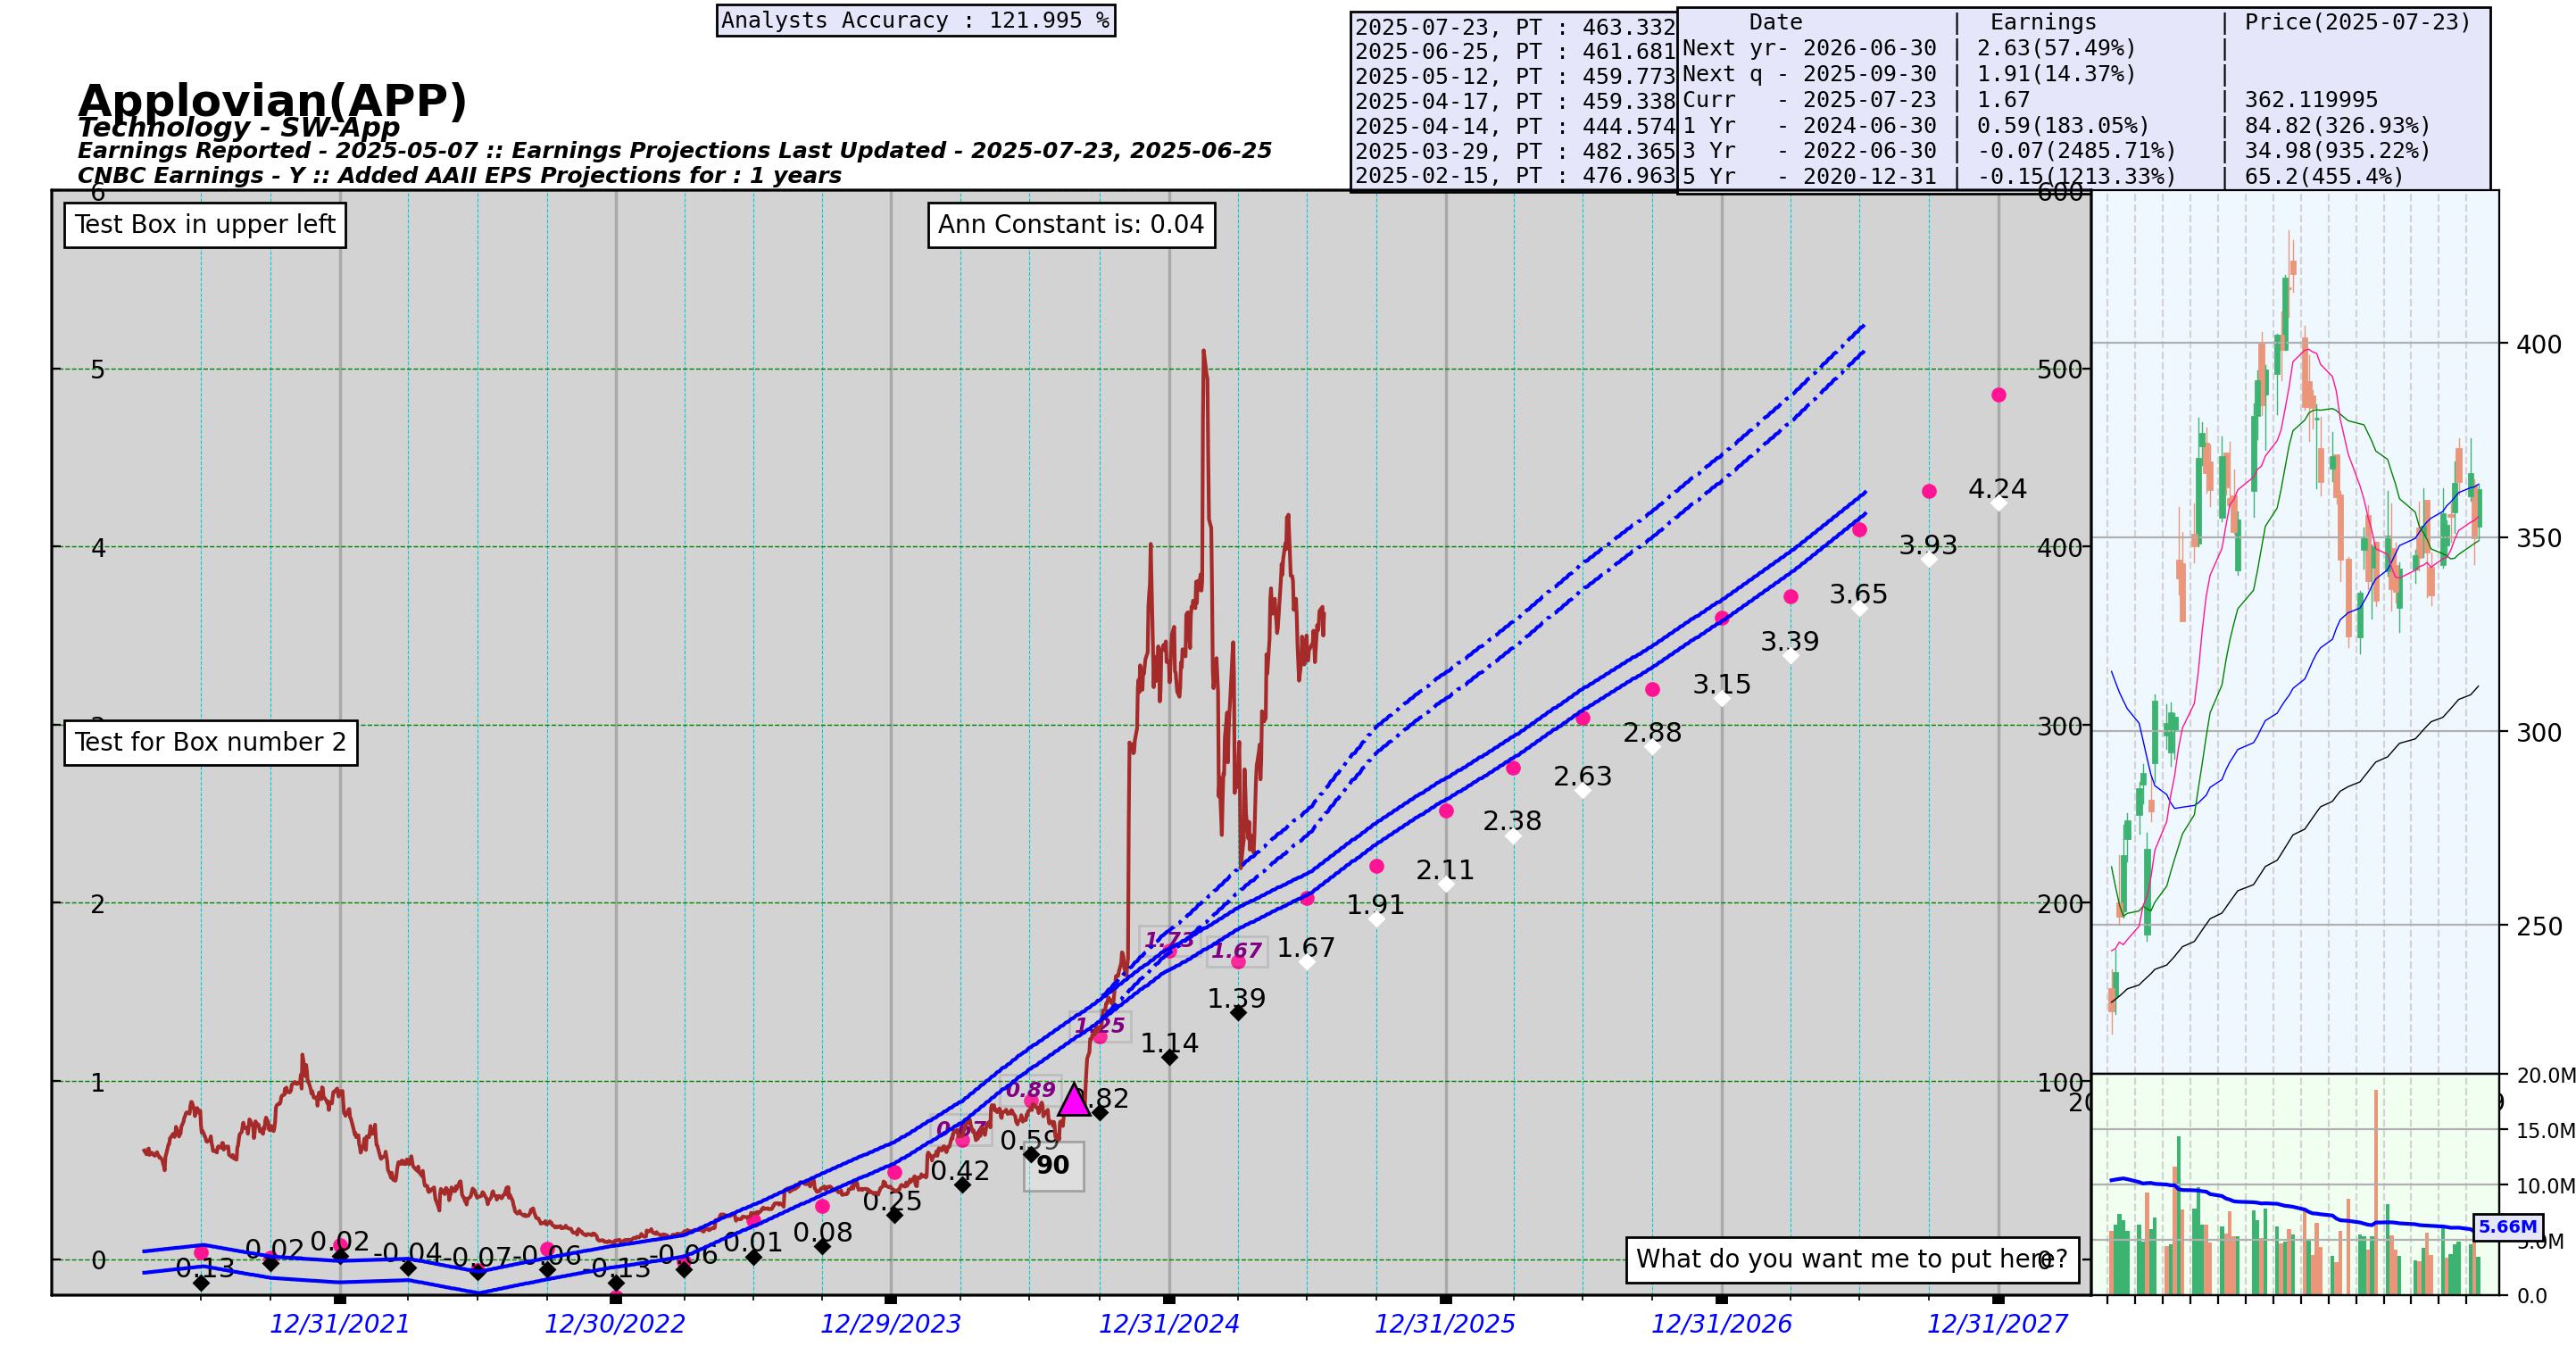 Analysts Accuracy : 121.995 %
2025-07-23, PT : 463.332
2025-06-25, PT : 461.681
2025-05-12, PT : 459.773
2025-04-17, PT : 459.338
2025-04-14, PT : 444.574
2025-03-29, PT : 482.365
2025-02-15, PT : 476.963
Date | Earnings | Price(2025-07-23)
Next yr- 2026-06-30 | 2.63(57.49%) |
Next q - 2025-09-30 | 1.91(14.37%) |
Curr - 2025-07-23 | 1.67 | 362.119995
1 Yr - 2024-06-30 | 0.59(183.05%) | 84.82(326.93%)
3 Yr - 2022-06-30 | -0.07(2485.71%) | 34.98(935.22%)
5 Yr - 2020-12-31 | -0.15(1213.33%) | 65.2(455.4%)
Applovian(APP)
Technology - SW-App
Earnings Reported - 2025-05-07 :: Earnings Projections Last Updated - 2025-07-23, 2025-06-25
CNBC Earnings - Y :: Added AAII EPS Projections for : 1 years
Test Box in upper left
Ann Constant is: 0.04
Test for Box number 2
What do you want me to put here?
6
5
4
2
1
0
600
500
400
300
200
100
0
-0.13
-0.02
0.02
-0.04
-0.07
-0.06
-0.13
-0.06
0.01
0.08
0.25
0.42
0.59
0.82
1.14
1.39
1.67
1.91
2.11
2.38
2.63
2.88
3.15
3.39
3.65
3.93
4.24
0.67
0.89
1.25
1.73
1.67
90
12/31/2021
12/30/2022
12/29/2023
12/31/2024
12/31/2025
12/31/2026
12/31/2027
400
350
300
250
20.0M
15.0M
10.0M
5.66M
5.0M
0.0